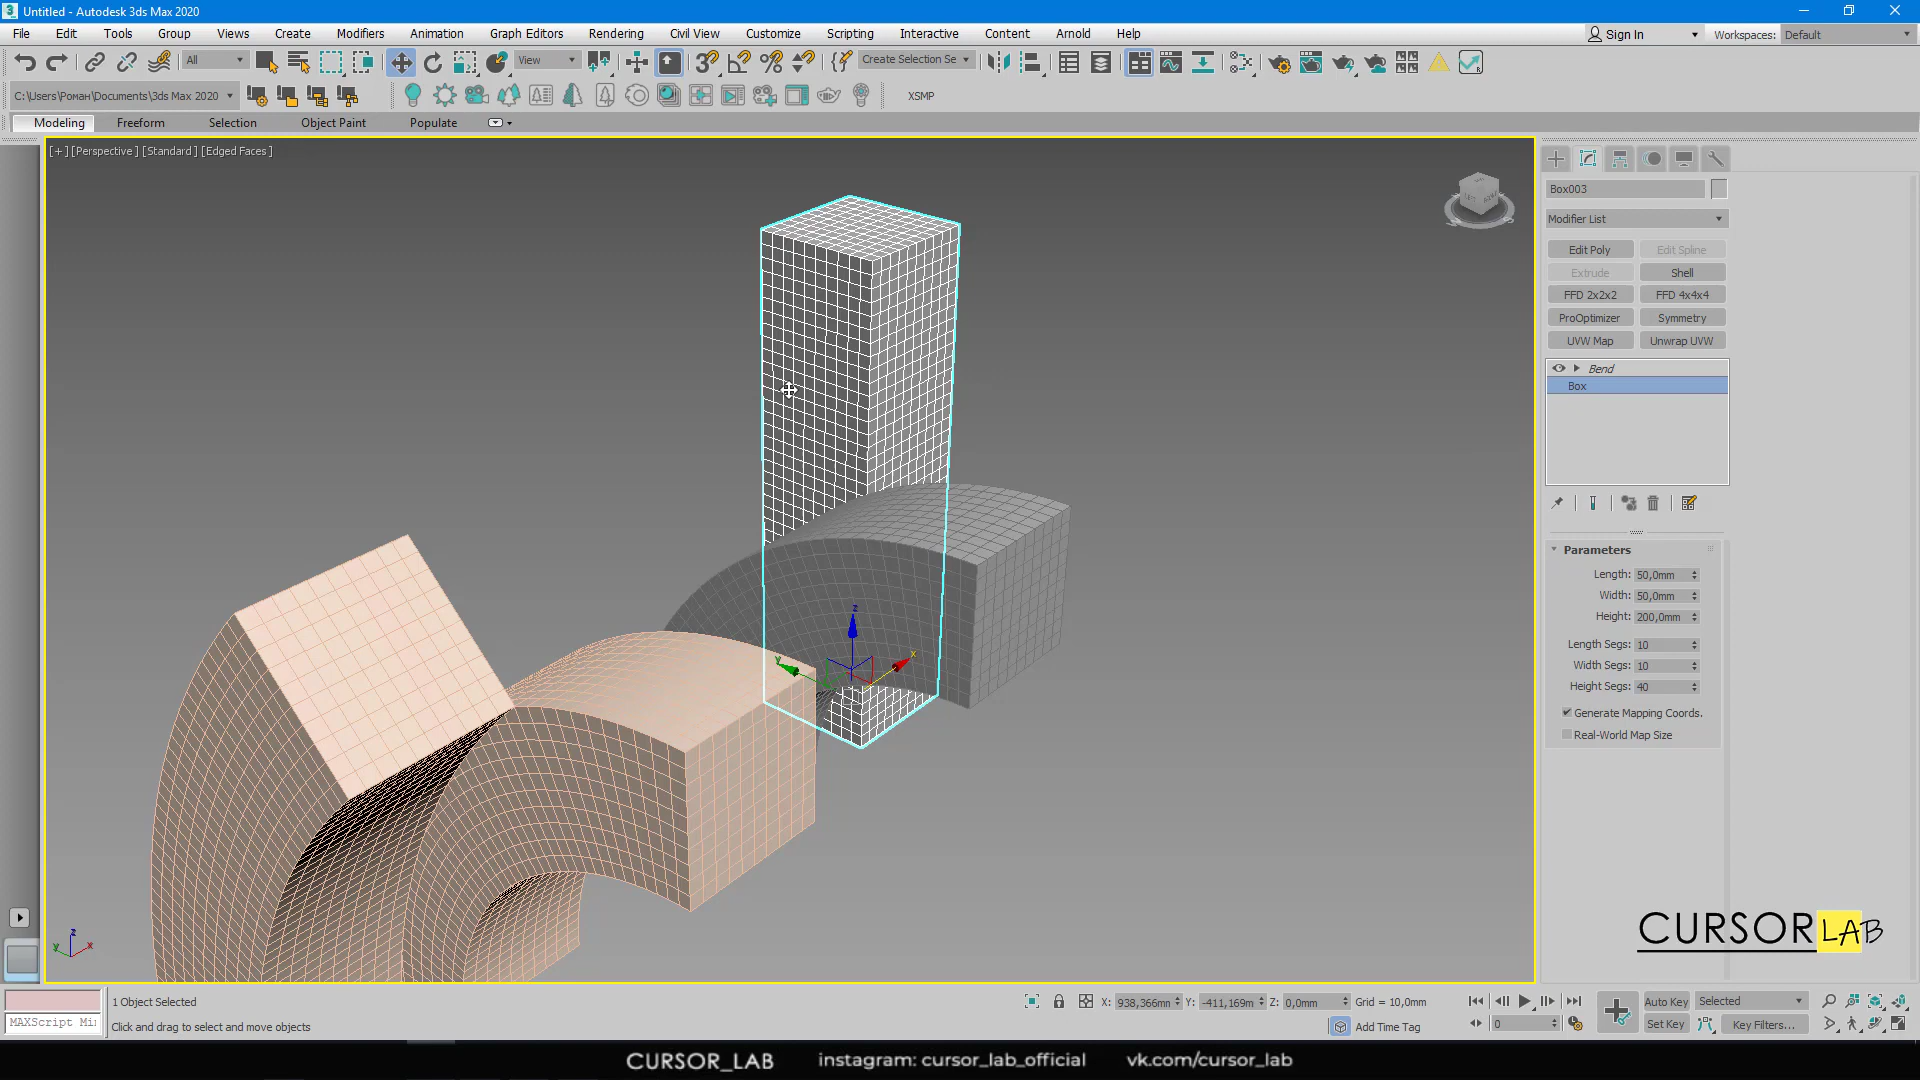 Untitled - Autodesk 3ds Max 2020
File Edit Tools Group Views Create Modifiers Animation Graph Editors Rendering Civil View Customize Scripting Interactive Content Arnold Help
Sign In Workspaces: Default
All View Create Selection Se
C:\Users\Роман\Documents\3ds Max 2020 XSMP
Modeling Freeform Selection Object Paint Populate
[+] [Perspective ] [Standard ] [Edged Faces ]
Box003
Modifier List
Edit Poly Edit Spline
Extrude Shell
FFD 2x2x2 FFD 4x4x4
ProOptimizer Symmetry
UVW Map Unwrap UVW
Bend
Box
Parameters
Length: 50,0mm
Width: 50,0mm
Height: 200,0mm
Length Segs: 10
Width Segs: 10
Height Segs: 40
Generate Mapping Coords.
Real-World Map Size
z
y
x
z
y
x
CURSORLAB
1 Object Selected
X: 938,366mm Y: -411,169m Z: 0,0mm Grid = 10,0mm
Auto Key Selected
MAXScript Mi
Click and drag to select and move objects
Add Time Tag
0
Set Key Key Filters...
CURSOR_LAB instagram: cursor_lab_official vk.com/cursor_lab